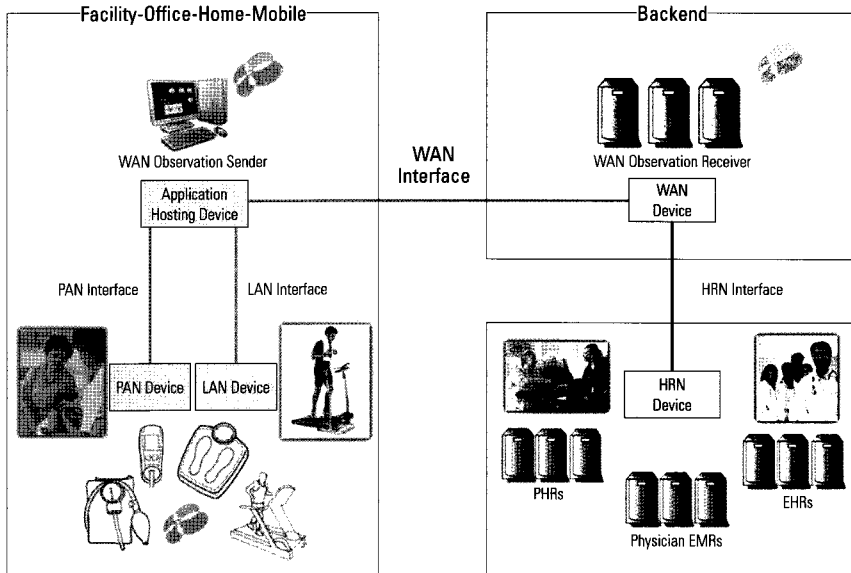 Facility-Office-Home-Mobile
Backend
WAN Observation Sender
WAN
Interface
WAN Observation Receiver
Application
Hosting Device
WAN
Device
PAN Interface
LAN Interface
HRN Interface
PAN Device
LAN Device
HRN
Device
PHRs
EHRs
Physician EMRs